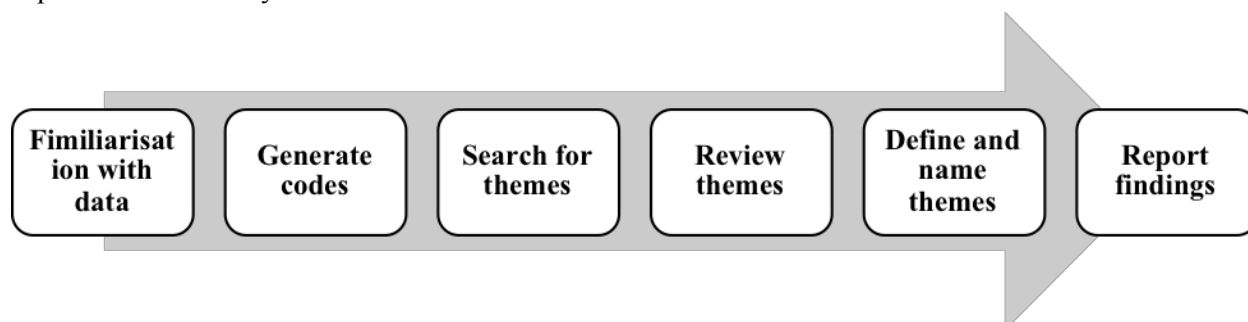 Fimiliarisat
ion with
data
Generate
codes
Search for
themes
Review
themes
Define and
name
themes
Report
findings